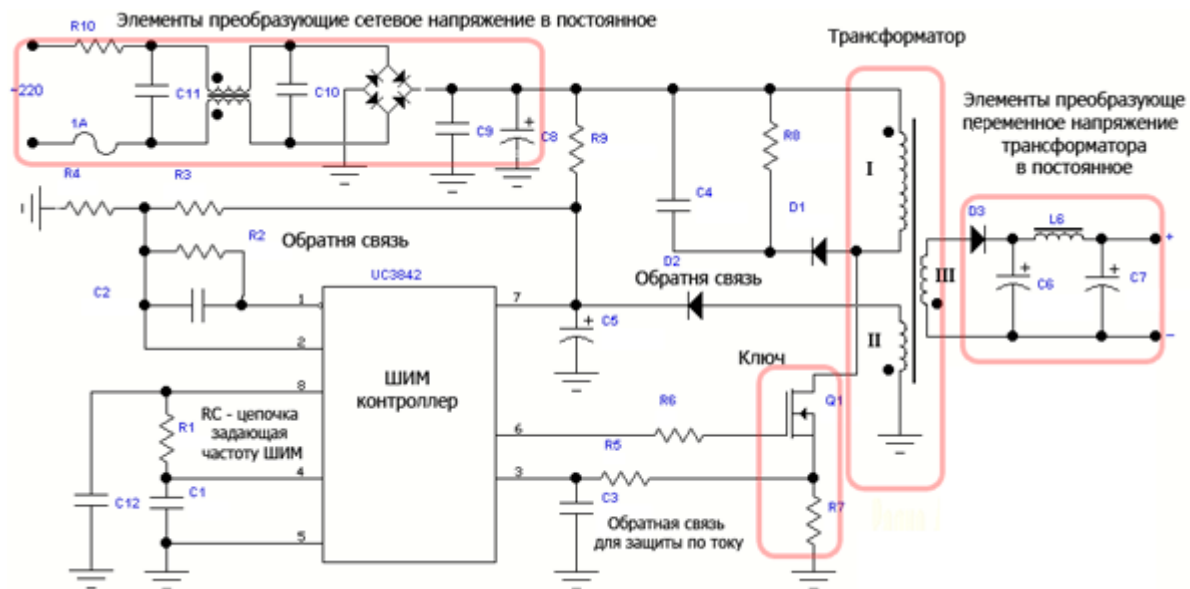 Элементы преобразующие сетевое напряжение в постоянное
R10
Трансформатор
C11
C10
~220
1A
C9
C8
R9
R8
Элементы преобразующе
переменное напряжение
трансформатора
в постоянное
R4
R3
I
C4
D1
D3
L6
+
R2
Обратня связь
D2
Обратня связь
III
C6
C7
UC3842
C2
1
7
C5
II
−
2
Ключ
8
ШИМ
контроллер
Q1
R1
RC - цепочка
задающая
частоту ШИМ
6
R6
R5
4
3
C12
C1
C3
R7
5
Обратная связь
для защиты по току